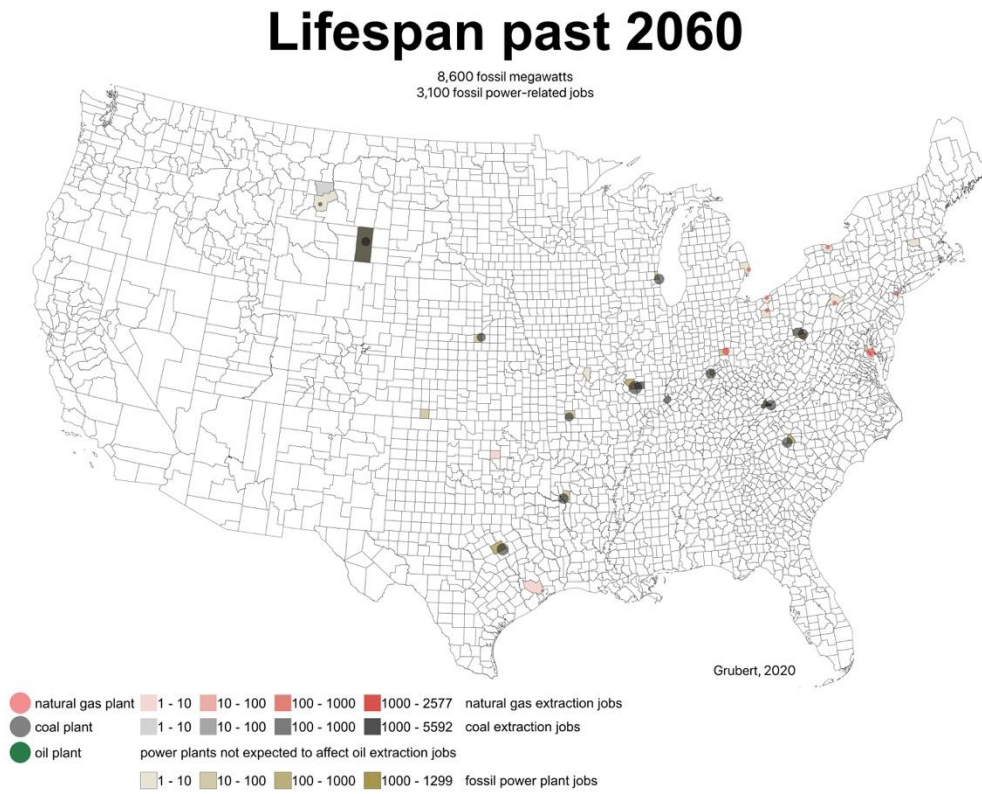 Lifespan past 2060
8,600 fossil megawatts
3,100 fossil power-related jobs
Grubert, 2020
natural gas plant 1 - 10 10 - 100 100 - 1000 1000 - 2577 natural gas extraction jobs
coal plant 1 - 10 10 - 100 100 - 1000 1000 - 5592 coal extraction jobs
oil plant power plants not expected to affect oil extraction jobs
1 - 10 10 - 100 100 - 1000 1000 - 1299 fossil power plant jobs